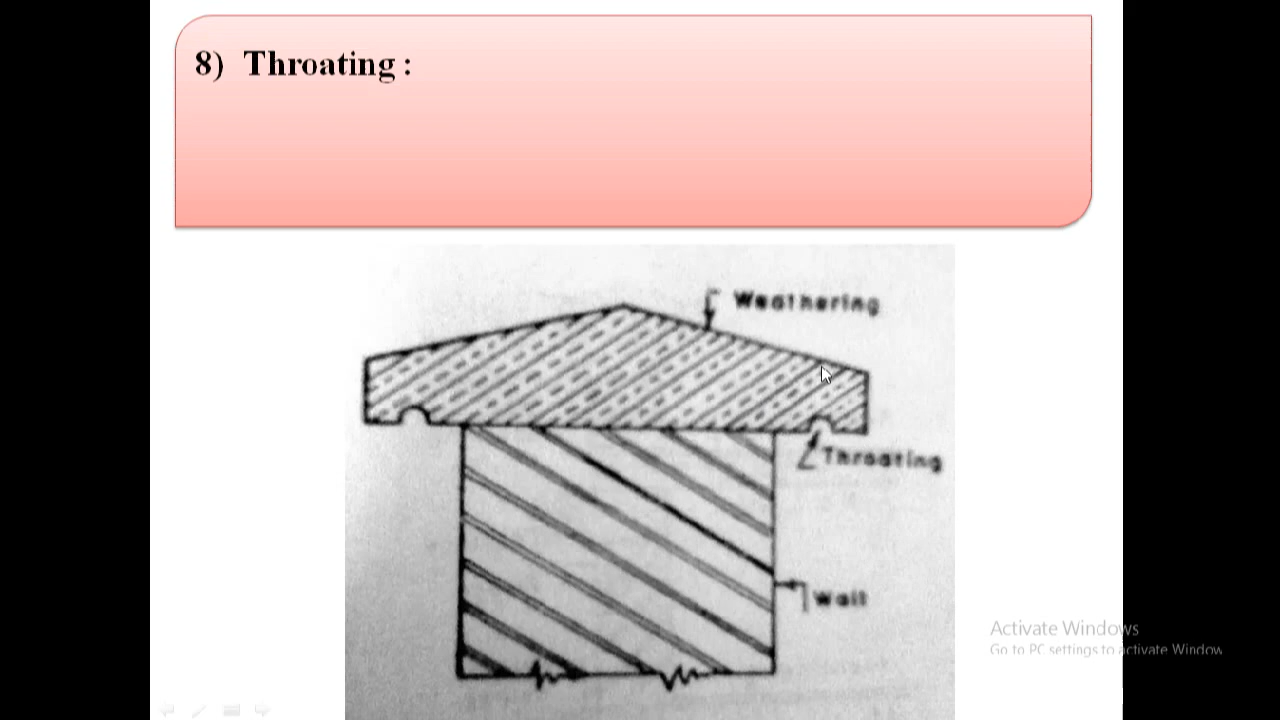 8) Throating :
Weathering
Throating
Wall
Activate Windows
Go to PC settings to activate Window